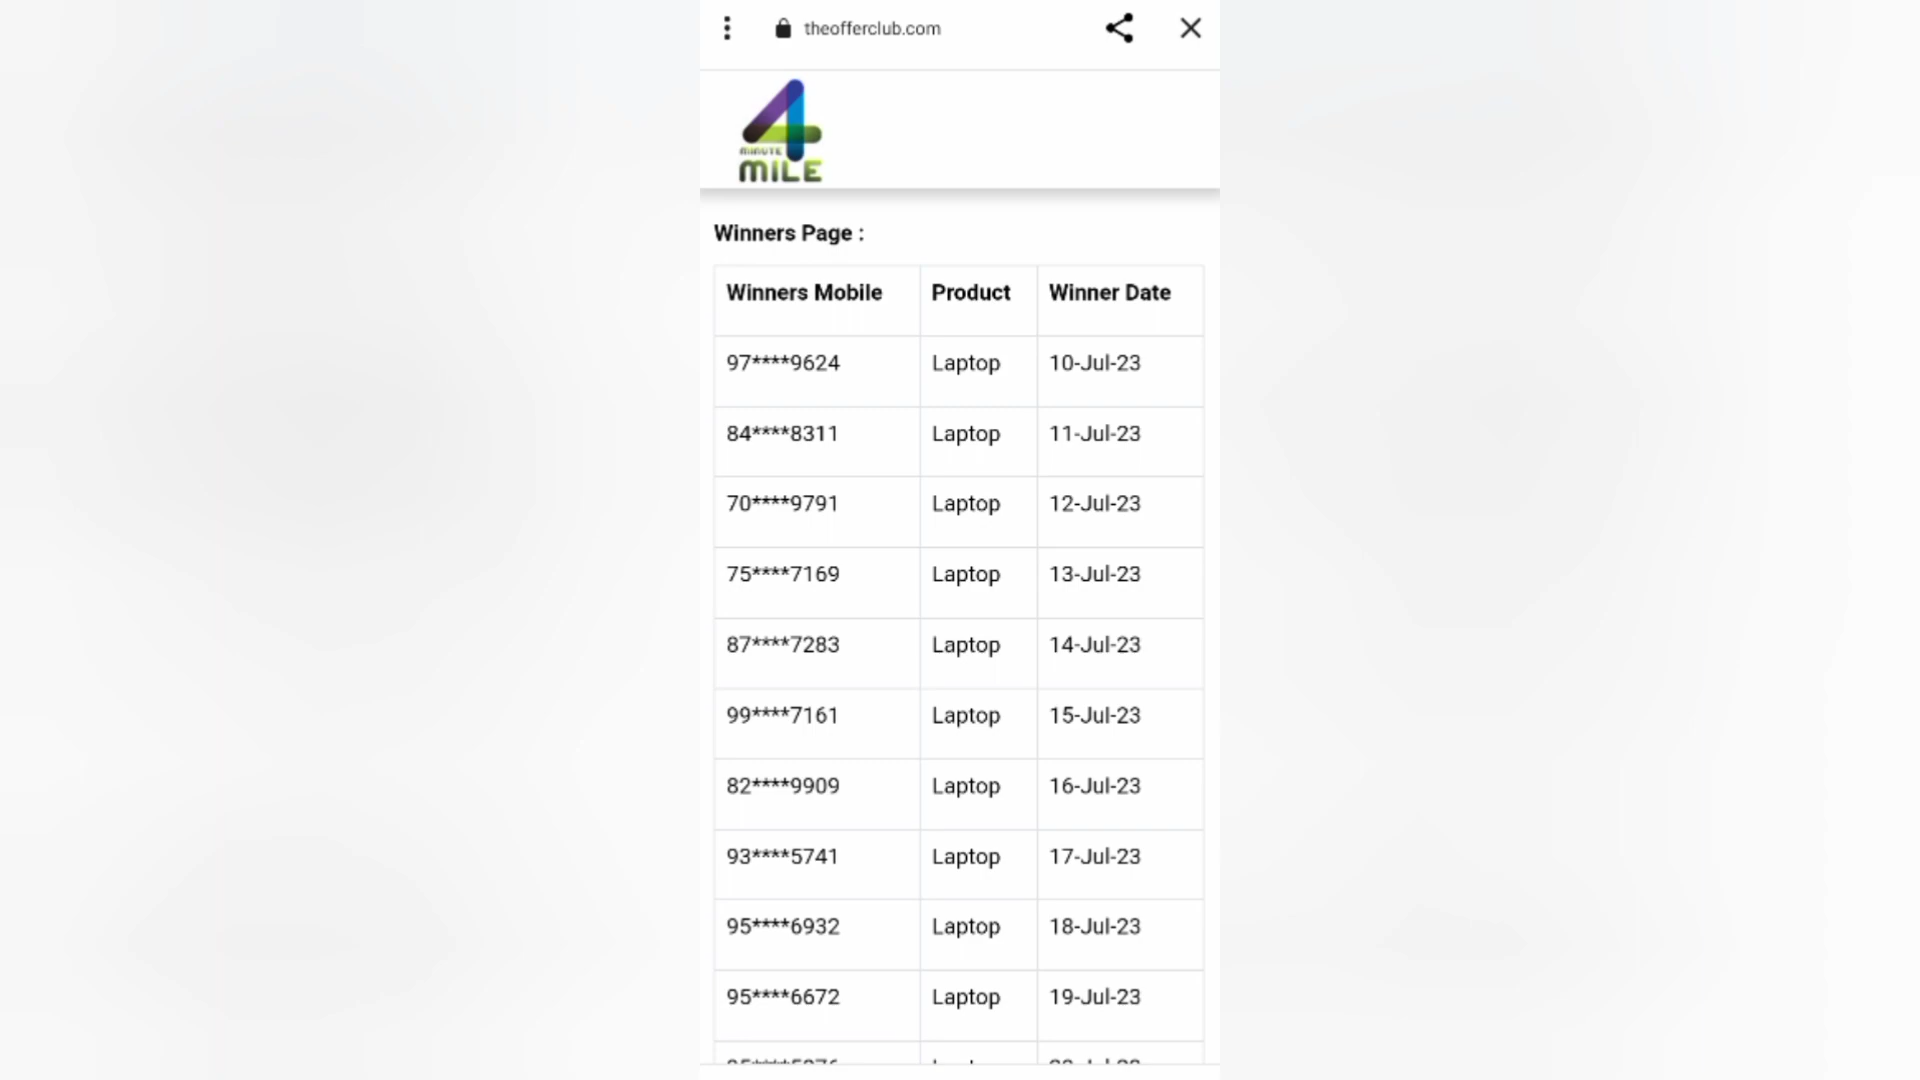 theofferclub.com
4
MINUTE
MILE
Winners Page :
Winners Mobile Product Winner Date
97****9624 Laptop 10-Jul-23
84****8311 Laptop 11-Jul-23
70****9791 Laptop 12-Jul-23
75****7169 Laptop 13-Jul-23
87****7283 Laptop 14-Jul-23
99****7161 Laptop 15-Jul-23
82****9909 Laptop 16-Jul-23
93****5741 Laptop 17-Jul-23
95****6932 Laptop 18-Jul-23
95****6672 Laptop 19-Jul-23